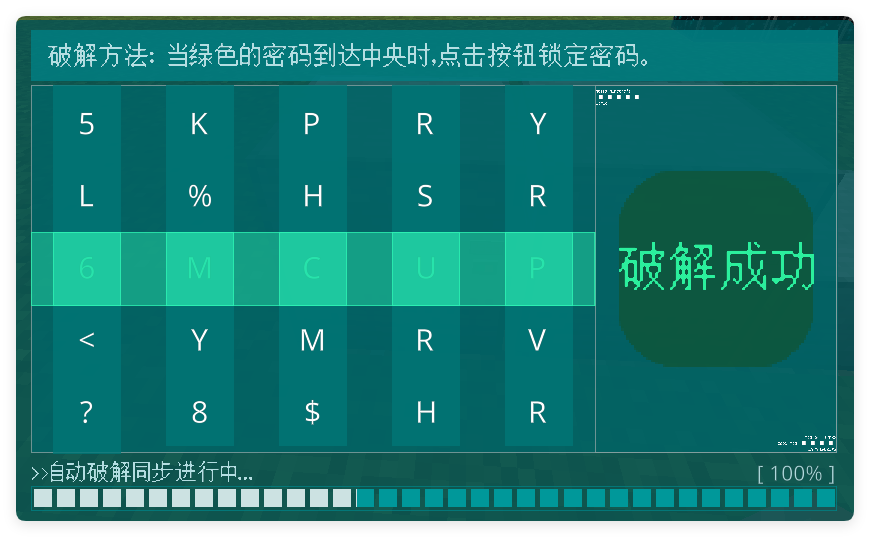 破解方法: 当绿色的密码到达中央时,点击按钮锁定密码。
5 K P R Y
L % H S R
6 M C U P
< Y M R V
? 8 $ H R
破解成功
>>自动破解同步进行中...
[ 100% ]